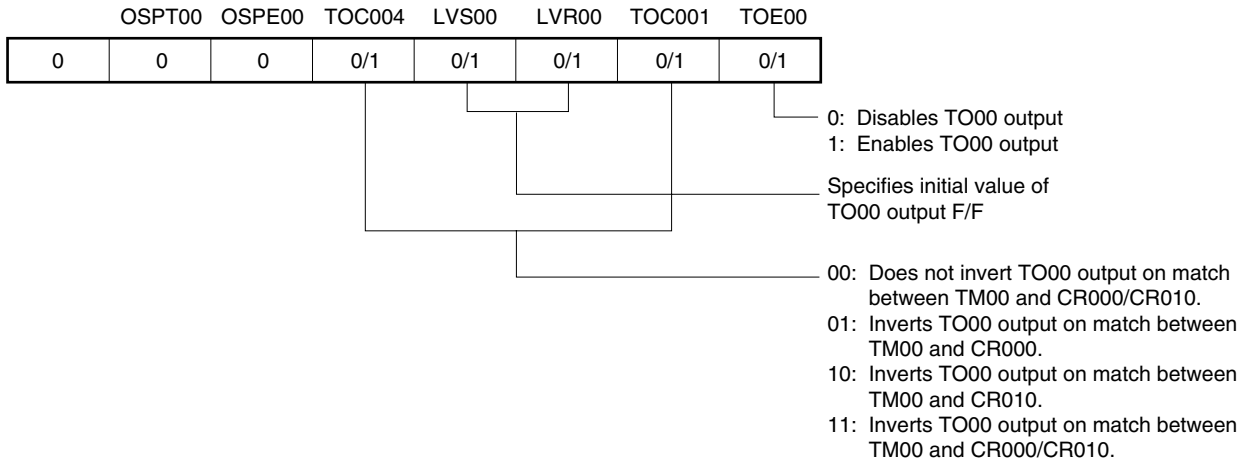 OSPT00 OSPE00 TOC004 LVS00 LVR00 TOC001 TOE00
0 0 0 0/1 0/1 0/1 0/1 0/1
0: Disables TO00 output
1: Enables TO00 output
Specifies initial value of
TO00 output F/F
00: Does not invert TO00 output on match
between TM00 and CR000/CR010.
01: Inverts TO00 output on match between
TM00 and CR000.
10: Inverts TO00 output on match between
TM00 and CR010.
11: Inverts TO00 output on match between
TM00 and CR000/CR010.